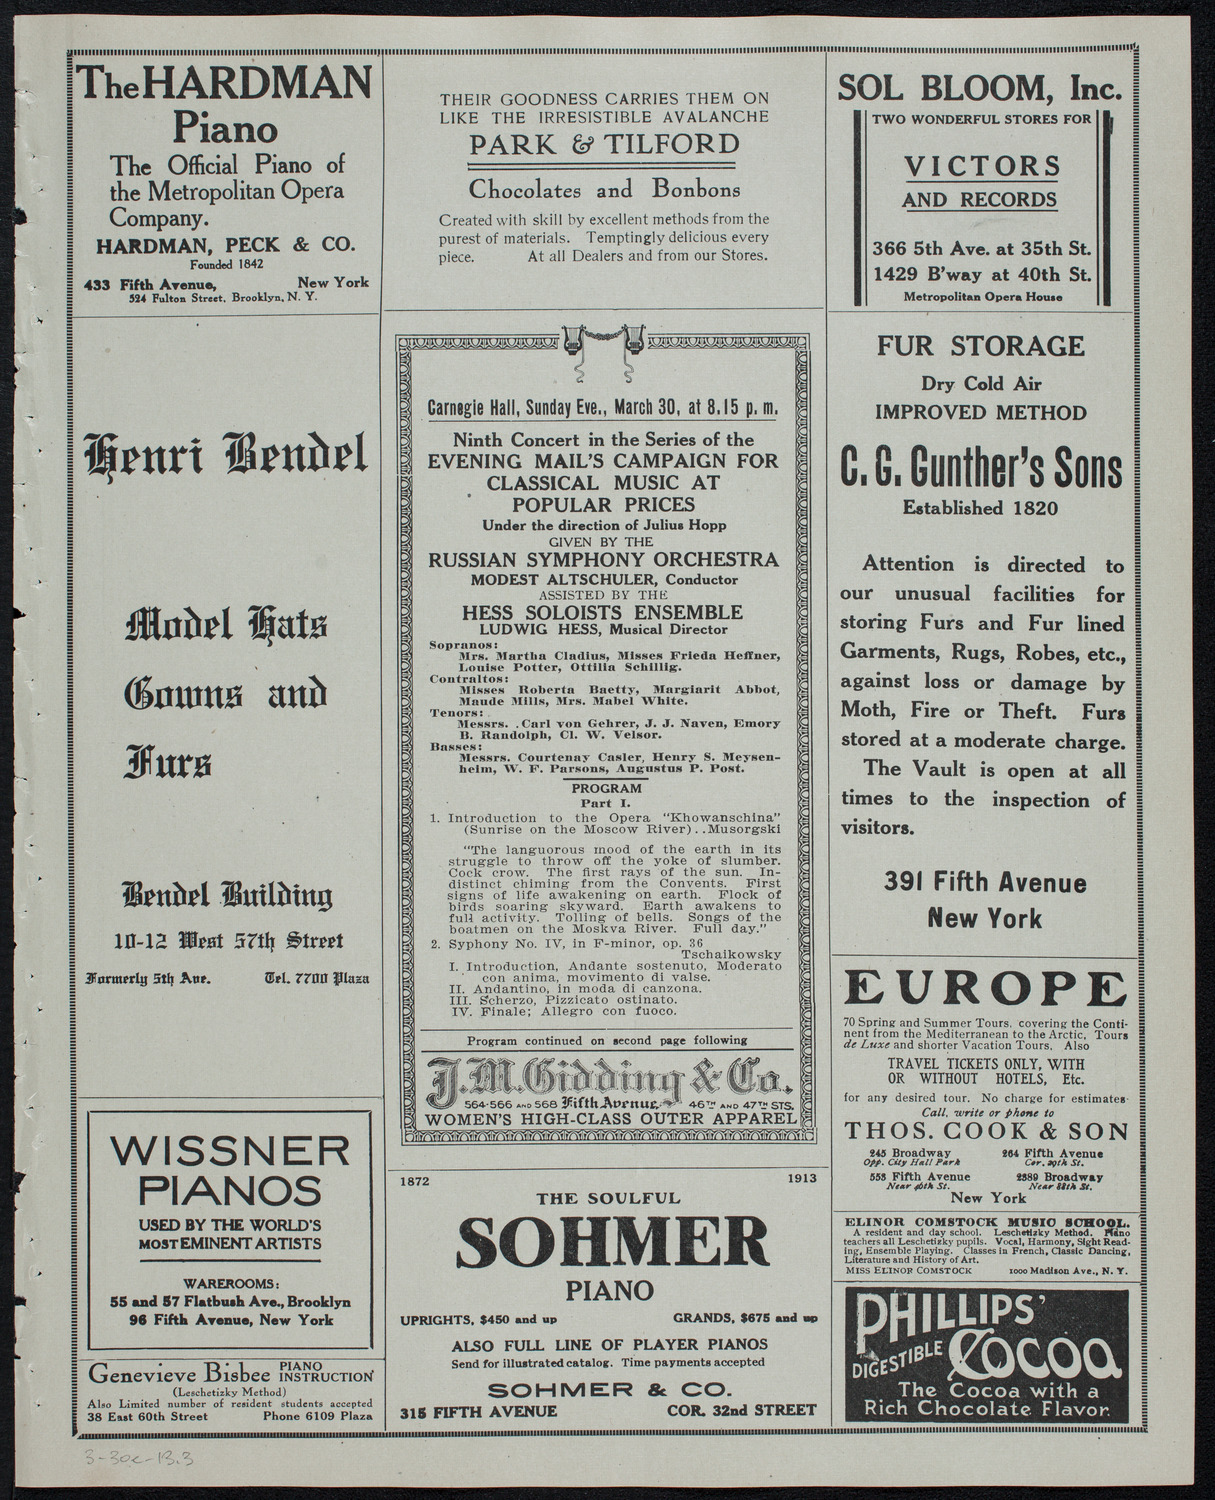 The HARDMAN
Piano
The Official Piano of
the Metropolitan Opera
Company.
HARDMAN, PECK & CO.
Founded 1842
433 Fifth Avenue, New York
524 Fulton Street, Brooklyn, N. Y.
Henri Bendel
Model Hats
Gowns and
Furs
Bendel Building
10-12 West 57th Street
Formerly 5th Ave. Tel. 7700 Plaza
WISSNER
PIANOS
USED BY THE WORLD'S
MOST EMINENT ARTISTS
WAREROOMS:
55 and 57 Flatbush Ave., Brooklyn
96 Fifth Avenue, New York
Genevieve Bisbee PIANO INSTRUCTION
(Leschetizky Method)
Also Limited number of resident students accepted
38 East 60th Street Phone 6109 Plaza
THEIR GOODNESS CARRIES THEM ON
LIKE THE IRRESISTIBLE AVALANCHE
PARK & TILFORD
Chocolates and Bonbons
Created with skill by excellent methods from the
purest of materials. Temptingly delicious every
piece. At all Dealers and from our Stores.
Carnegie Hall, Sunday Eve., March 30, at 8.15 p. m.
Ninth Concert in the Series of the
EVENING MAIL'S CAMPAIGN FOR
CLASSICAL MUSIC AT
POPULAR PRICES
Under the direction of Julius Hopp
GIVEN BY THE
RUSSIAN SYMPHONY ORCHESTRA
MODEST ALTSCHULER, Conductor
ASSISTED BY THE
HESS SOLOISTS ENSEMBLE
LUDWIG HESS, Musical Director
Sopranos:
Mrs. Martha Cladius, Misses Frieda Heffner,
Louise Potter, Ottilia Schillig.
Contraltos:
Misses Roberta Baetty, Margiarit Abbot,
Maude Mills, Mrs. Mabel White.
Tenors:
Messrs. .Carl von Gehrer, J. J. Naven, Emory
B. Randolph, Cl. W. Velsor.
Basses:
Messrs. Courtenay Casler, Henry S. Meysen-
heim, W. F. Parsons, Augustus P. Post.
PROGRAM
Part I.
1. Introduction to the Opera "Khowanschina"
(Sunrise on the Moscow River)..Musorgski
"The languorous mood of the earth in its
struggle to throw off the yoke of slumber.
Cock crow. The first rays of the sun. In-
distinct chiming from the Convents. First
signs of life awakening on earth. Flock of
birds soaring skyward. Earth awakens to
full activity. Tolling of bells. Songs of the
boatmen on the Moskva River. Full day."
2. Syphony No. IV, in F-minor, op. 36
Tschaikowsky
I. Introduction, Andante sostenuto, Moderato
con anima, movimento di valse.
II. Andantino, in moda di canzona.
III. Scherzo, Pizzicato ostinato.
IV. Finale; Allegro con fuoco.
Program continued on second page following
J. M. Gidding & Co.
564-566 AND 568 Fifth Avenue, 46TH AND 47TH STS.
WOMEN'S HIGH-CLASS OUTER APPAREL
1872 1913
THE SOULFUL
SOHMER
PIANO
UPRIGHTS, $450 and up GRANDS, $675 and up
ALSO FULL LINE OF PLAYER PIANOS
Send for illustrated catalog. Time payments accepted
SOHMER & CO.
315 FIFTH AVENUE COR. 32nd STREET
SOL BLOOM, Inc.
TWO WONDERFUL STORES FOR
VICTORS
AND RECORDS
366 5th Ave. at 35th St.
1429 B'way at 40th St.
Metropolitan Opera House
FUR STORAGE
Dry Cold Air
IMPROVED METHOD
C. G. Gunther's Sons
Established 1820
Attention is directed to
our unusual facilities for
storing Furs and Fur lined
Garments, Rugs, Robes, etc.,
against loss or damage by
Moth, Fire or Theft. Furs
stored at a moderate charge.
The Vault is open at all
times to the inspection of
visitors.
391 Fifth Avenue
New York
EUROPE
70 Spring and Summer Tours, covering the Conti-
nent from the Mediterranean to the Arctic, Tours
de Luxe and shorter Vacation Tours. Also
TRAVEL TICKETS ONLY, WITH
OR WITHOUT HOTELS, Etc.
for any desired tour. No charge for estimates
Call, write or phone to
THOS. COOK & SON
245 Broadway 264 Fifth Avenue
Opp. City Hall Park Cor. 29th St.
553 Fifth Avenue 2389 Broadway
Near 46th St. Near 88th St.
New York
ELINOR COMSTOCK MUSIC SCHOOL.
A resident and day school. Leschetizky Method. Piano
teachers all Leschetizky pupils. Vocal, Harmony, Sight Read-
ing, Ensemble Playing. Classes in French, Classic Dancing,
Literature and History of Art.
MISS ELINOR COMSTOCK 1000 Madison Ave., N. Y.
PHILLIPS'
DIGESTIBLE COCOA
The Cocoa with a
Rich Chocolate Flavor.
3-30e-13.3